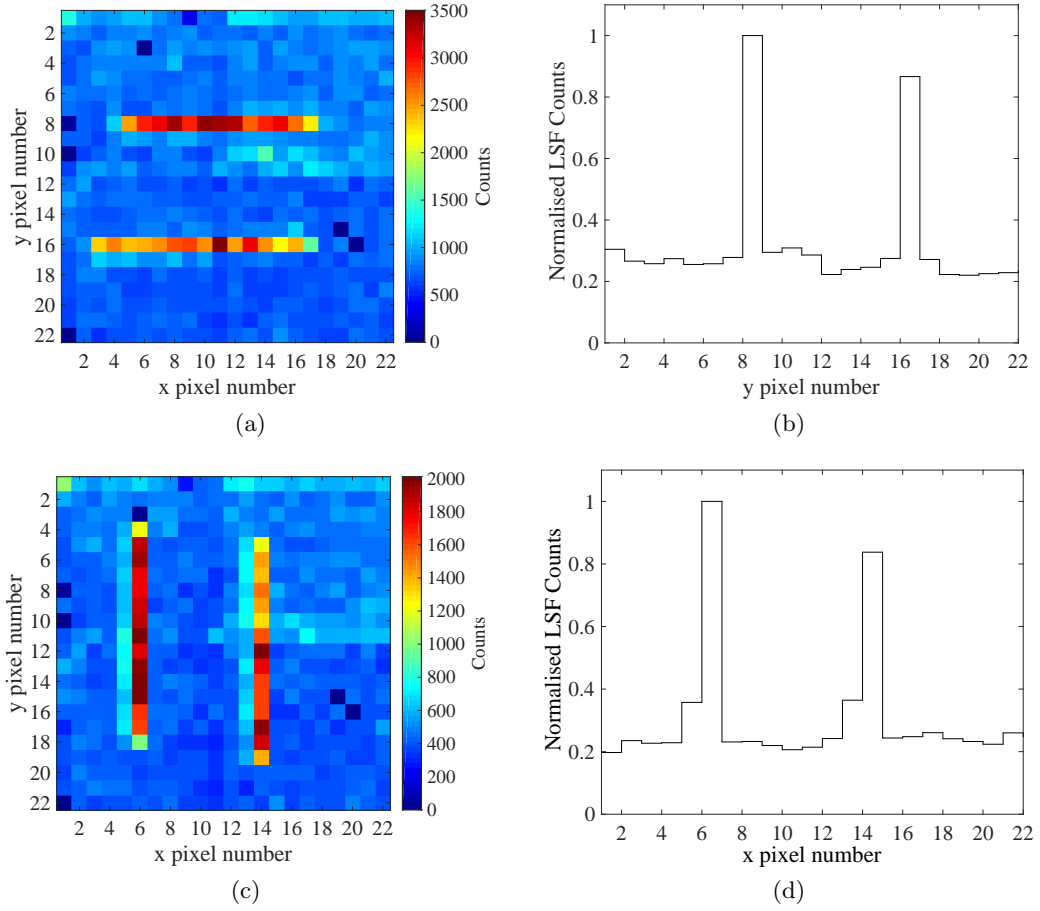 2
4
6
8
10
12
14
16
18
20
22
y pixel number
2 4 6 8 10 12 14 16 18 20 22
x pixel number
3500
3000
2500
2000
1500
1000
500
0
Counts
(a)
1
0.8
0.6
0.4
0.2
0
Normalised LSF Counts
2 4 6 8 10 12 14 16 18 20 22
y pixel number
(b)
2
4
6
8
10
12
14
16
18
20
22
y pixel number
2 4 6 8 10 12 14 16 18 20 22
x pixel number
2000
1800
1600
1400
1200
1000
800
600
400
200
0
Counts
(c)
1
0.8
0.6
0.4
0.2
0
Normalised LSF Counts
2 4 6 8 10 12 14 16 18 20 22
x pixel number
(d)